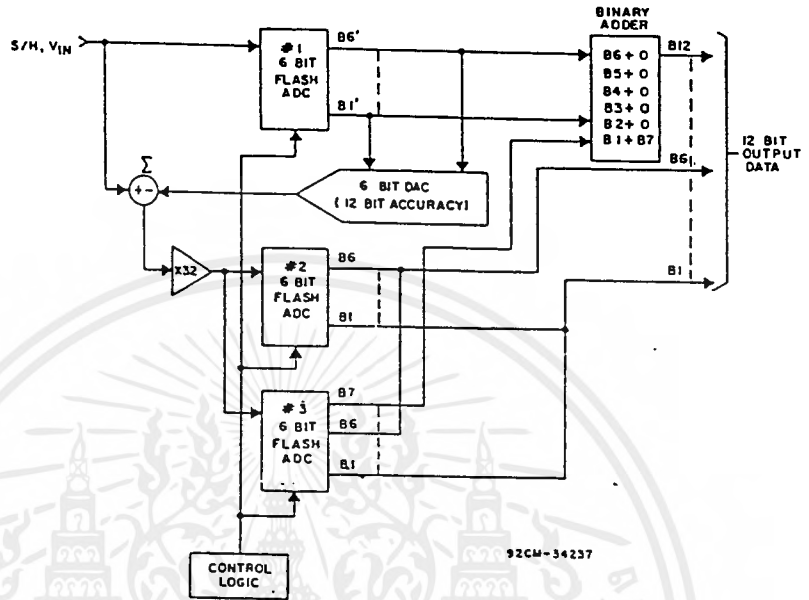 BINARY
ADDER
S/H, VIN
#1
6 BIT
FLASH
ADC
B6'
B1'
B6+0
B5+0
B4+0
B3+0
B2+0
B1+B7
B12
B6
B1
12 BIT
OUTPUT
DATA
Σ
+-
6 BIT DAC
(12 BIT ACCURACY)
X32
#2
6 BIT
FLASH
ADC
B6
B1
#3
6 BIT
FLASH
ADC
B7
B6
B1
CONTROL
LOGIC
92CM-34237